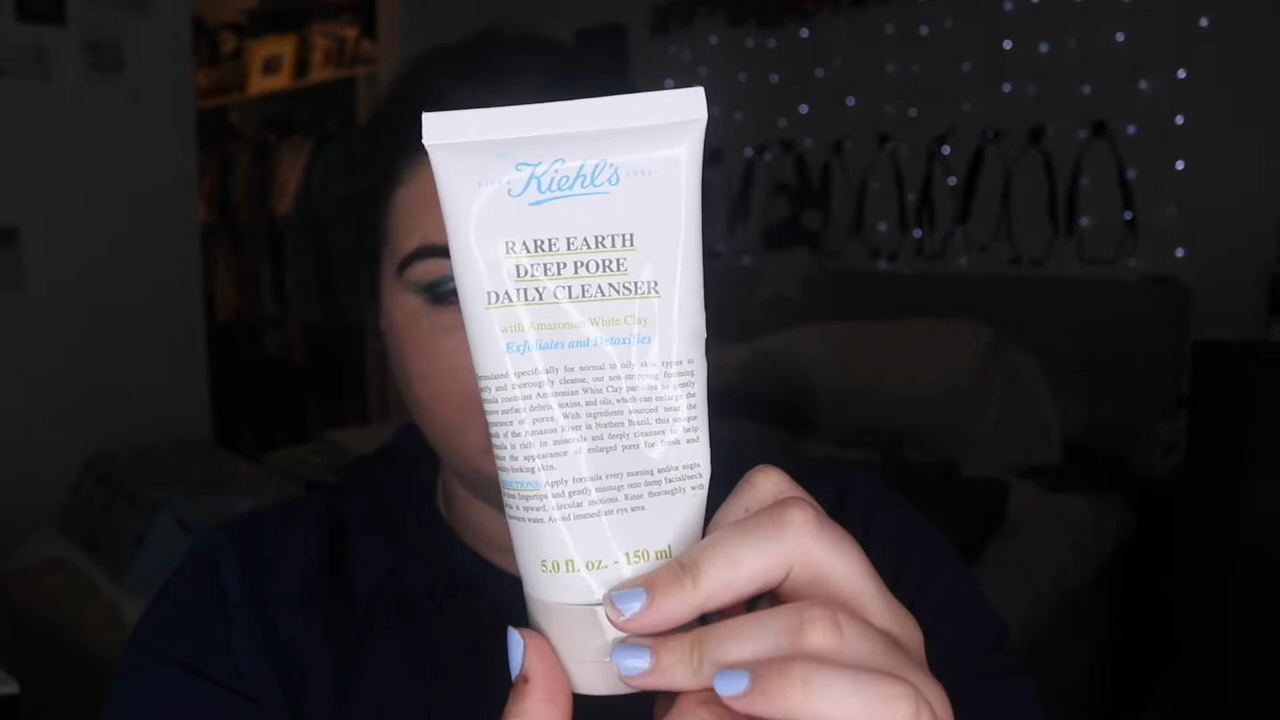 SINCE Kiehl's 1851
RARE EARTH
DEEP PORE
DAILY CLEANSER
with Amazonian White Clay
Exfoliates and Detoxifies
specifically for normal to oily skin types to
and thoroughly cleanse, our non-stripping foaming
contains Amazonian White Clay particles to gently
surface debris, toxins, and oils, which can enlarge the
of pores. With ingredients sourced near the
of the Amazon River in Northern Brazil, this unique
is rich in minerals and deeply cleanses to help
the appearance of enlarged pores for fresh and
skin.
Apply formula every morning and/or night.
fingertips and gently massage onto damp facial/neck
in upward, circular motions. Rinse thoroughly with
water. Avoid immediate eye area.
5.0 fl. oz. - 150 ml